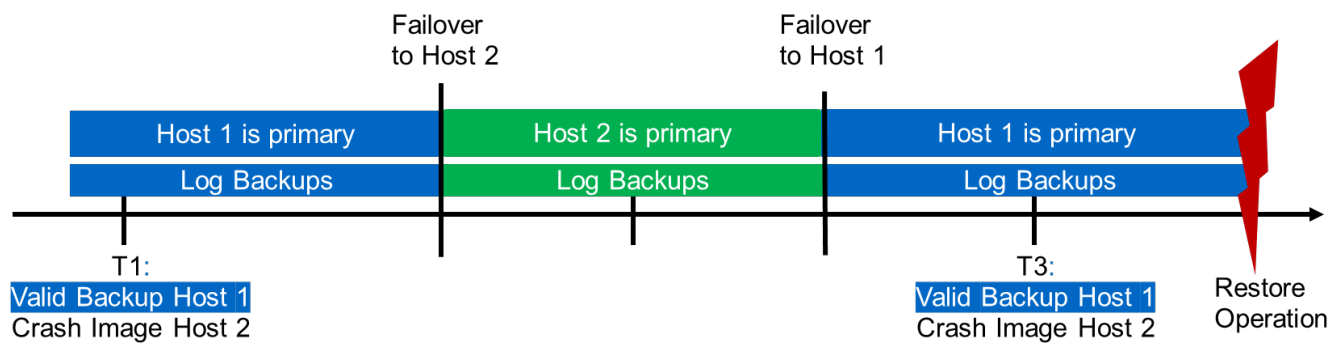 Failover
to Host 2
Failover
to Host 1
Host 1 is primary
Host 2 is primary
Host 1 is primary
Log Backups
Log Backups
Log Backups
T1:
Valid Backup Host 1
Crash Image Host 2
T3:
Valid Backup Host 1
Crash Image Host 2
Restore
Operation